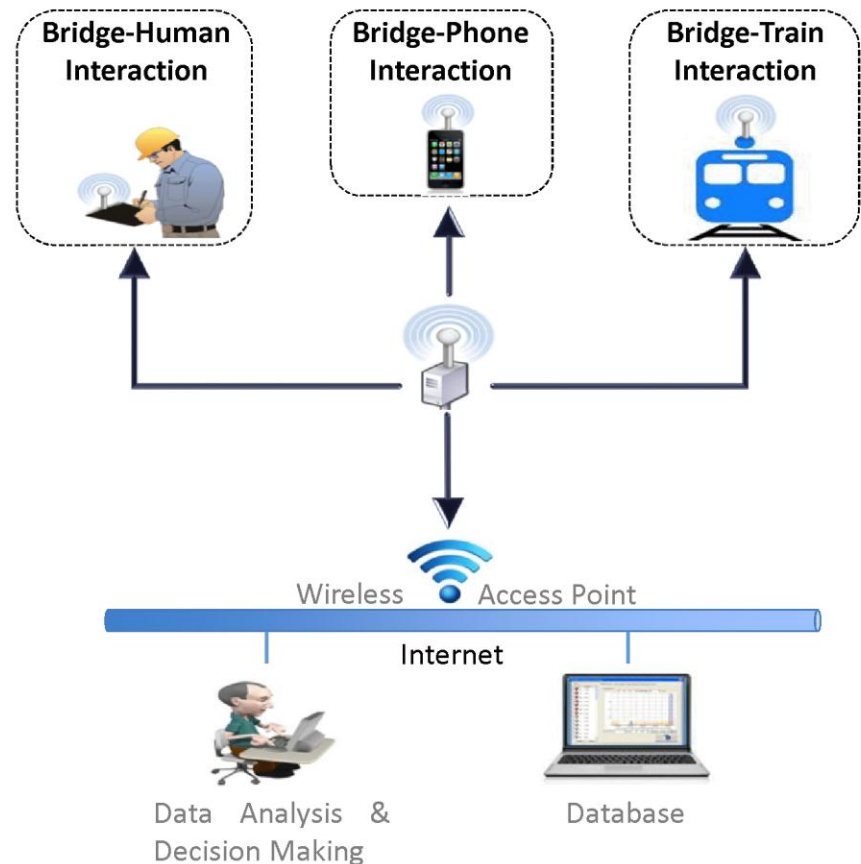 Bridge-Human
Interaction
Bridge-Phone
Interaction
Bridge-Train
Interaction
Wireless Access Point
Internet
Data Analysis &
Decision Making
Database